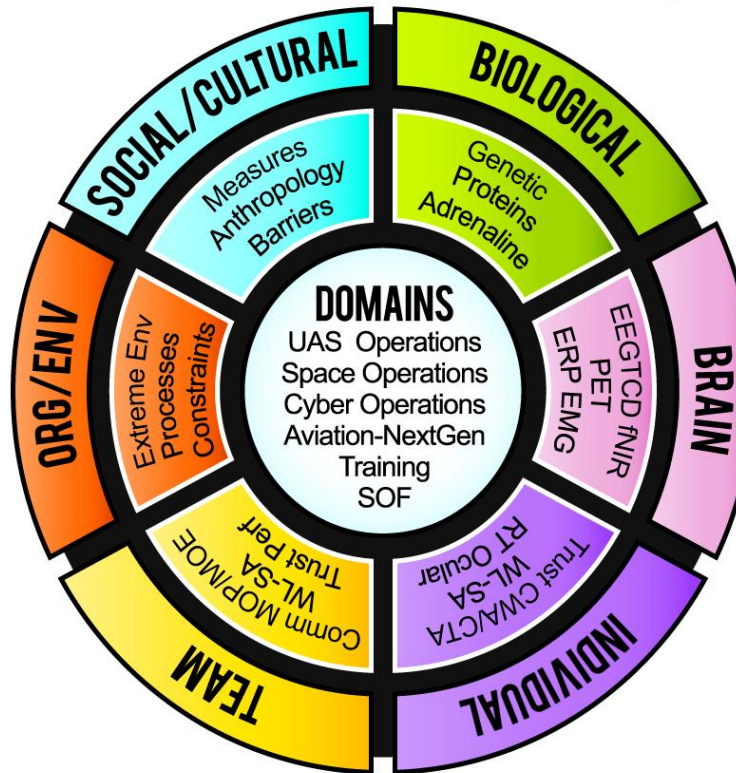 SOCIAL/CULTURAL
Measures
Anthropology
Barriers
BIOLOGICAL
Genetic
Proteins
Adrenaline
BRAIN
EEGTCD fNIR
PET
ERP EMG
INDIVIDUAL
Trust CWA/CTA
WL-SA
RT Ocular
TEAM
Comm MOP/MOE
WL-SA
Trust Perf
ORG/ENV
Extreme Env
Processes
Constraints
DOMAINS
UAS Operations
Space Operations
Cyber Operations
Aviation-NextGen
Training
SOF